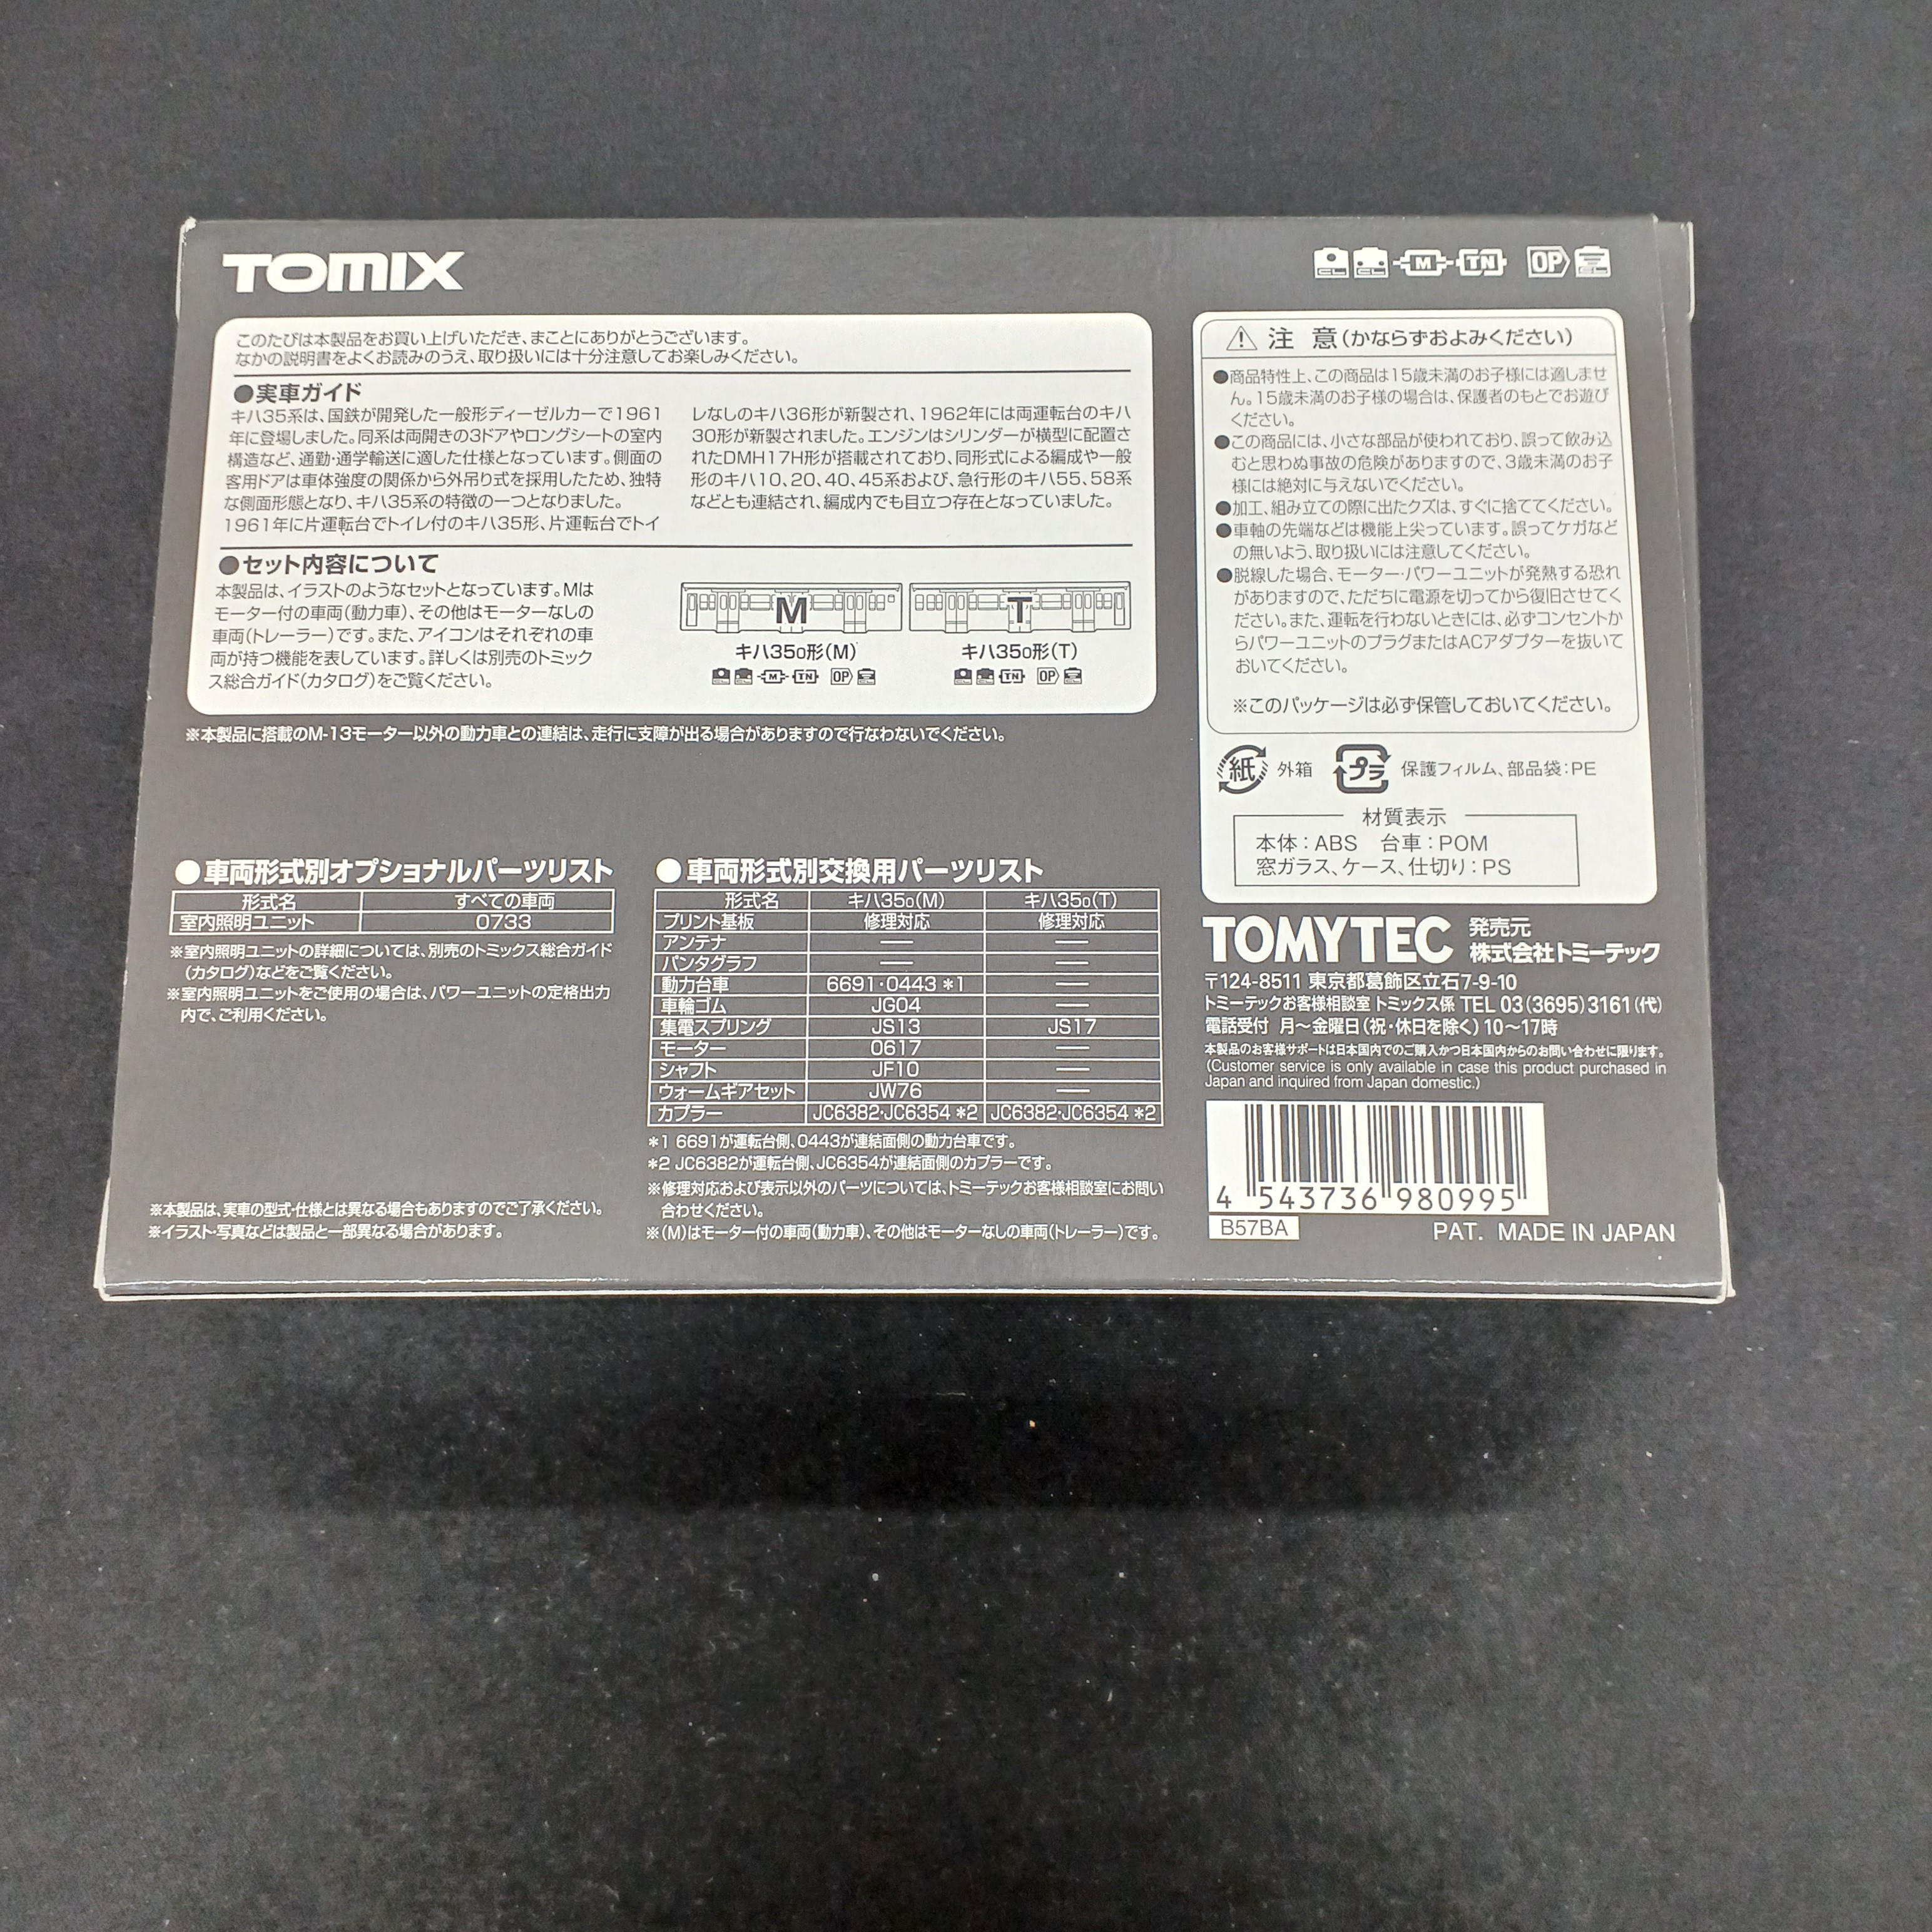 TOMIX
CL CL M TN OP CL
このたびは本製品をお買い上げいただき、まことにありがとうございます。
なかの説明書をよくお読みのうえ、取り扱いには十分注意してお楽しみください。
●実車ガイド
キハ35系は、国鉄が開発した一般形ディーゼルカーで1961
年に登場しました。同系は両開きの3ドアやロングシートの室内
構造など、通勤・通学輸送に適した仕様となっています。側面の
客用ドアは車体強度の関係から外吊り式を採用したため、独特
な側面形態となり、キハ35系の特徴の一つとなりました。
1961年に片運転台でトイレ付のキハ35形、片運転台でトイ
レなしのキハ36形が新製され、1962年には両運転台のキハ
30形が新製されました。エンジンはシリンダーが横型に配置さ
れたDMH17H形が搭載されており、同形式による編成や一般
形のキハ10、20、40、45系および、急行形のキハ55、58系
などとも連結され、編成内でも目立つ存在となっていました。
●セット内容について
本製品は、イラストのようなセットとなっています。Mは
モーター付の車両(動力車)、その他はモーターなしの
車両(トレーラー)です。また、アイコンはそれぞれの車
両が持つ機能を表しています。詳しくは別売のトミック
ス総合ガイド(カタログ)をご覧ください。
M T
キハ350形(M) キハ350形(T)
M TN OP TN OP
※本製品に搭載のM-13モーター以外の動力車との連結は、走行に支障が出る場合がありますので行なわないでください。
●車両形式別オプショナルパーツリスト
形式名 すべての車両
室内照明ユニット 0733
※室内照明ユニットの詳細については、別売のトミックス総合ガイド
(カタログ)などをご覧ください。
※室内照明ユニットをご使用の場合は、パワーユニットの定格出力
内で、ご利用ください。
※本製品は、実車の型式・仕様とは異なる場合もありますのでご了承ください。
※イラスト・写真などは製品と一部異なる場合があります。
●車両形式別交換用パーツリスト
形式名 キハ350(M) キハ350(T)
プリント基板 修理対応 修理対応
アンテナ ― ―
パンタグラフ ― ―
動力台車 6691・0443 *1 ―
車輪ゴム JG04 ―
集電スプリング JS13 JS17
モーター 0617 ―
シャフト JF10 ―
ウォームギアセット JW76 ―
カプラー JC6382・JC6354 *2 JC6382・JC6354 *2
*1 6691が運転台側、0443が連結面側の動力台車です。
*2 JC6382が運転台側、JC6354が連結面側のカプラーです。
※修理対応および表示以外のパーツについては、トミーテックお客様相談室にお問い
合わせください。
※(M)はモーター付の車両(動力車)、その他はモーターなしの車両(トレーラー)です。
注 意(かならずおよみください)
●商品特性上、この商品は15歳未満のお子様には適しませ
ん。15歳未満のお子様の場合は、保護者のもとでお遊び
ください。
●この商品には、小さな部品が使われており、誤って飲み込
むと思わぬ事故の危険がありますので、3歳未満のお子
様には絶対に与えないでください。
●加工、組み立ての際に出たクズは、すぐに捨ててください。
●車軸の先端などは機能上尖っています。誤ってケガなど
の無いよう、取り扱いには注意してください。
●脱線した場合、モーター・パワーユニットが発熱する恐れ
がありますので、ただちに電源を切ってから復旧させてく
ださい。また、運転を行わないときには、必ずコンセントか
らパワーユニットのプラグまたはACアダプターを抜いて
おいてください。
※このパッケージは必ず保管しておいてください。
紙 外箱 プラ 保護フィルム、部品袋:PE
材質表示
本体:ABS 台車:POM
窓ガラス、ケース、仕切り:PS
TOMYTEC 発売元
株式会社トミーテック
〒124-8511 東京都葛飾区立石7-9-10
トミーテックお客様相談室 トミックス係 TEL 03(3695)3161(代)
電話受付 月~金曜日(祝・休日を除く)10~17時
本製品のお客様サポートは日本国内でのご購入かつ日本国内からのお問い合わせに限ります。
(Customer service is only available in case this product purchased in
Japan and inquired from Japan domestic.)
4 543736 980995
B57BA
PAT. MADE IN JAPAN